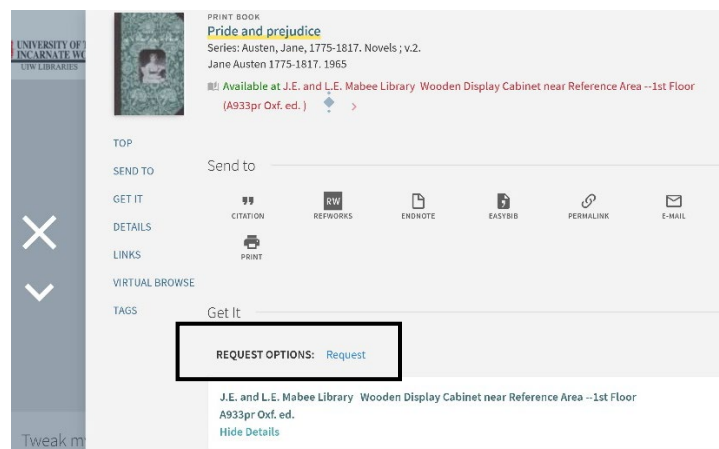 UNIVERSITY OF
INCARNATE WO
UIW LIBRARIES
PRINT BOOK
Pride and prejudice
Series: Austen, Jane, 1775-1817. Novels ; v.2.
Jane Austen 1775-1817. 1965
Available at J.E. and L.E. Mabee Library Wooden Display Cabinet near Reference Area --1st Floor
(A933pr Oxf. ed. )
TOP
SEND TO
GET IT
DETAILS
LINKS
VIRTUAL BROWSE
TAGS
Send to
CITATION
RW
REFWORKS
ENDNOTE
EASYBIB
PERMALINK
E-MAIL
PRINT
Get It
REQUEST OPTIONS: Request
J.E. and L.E. Mabee Library Wooden Display Cabinet near Reference Area --1st Floor
A933pr Oxf. ed.
Hide Details
Tweak m